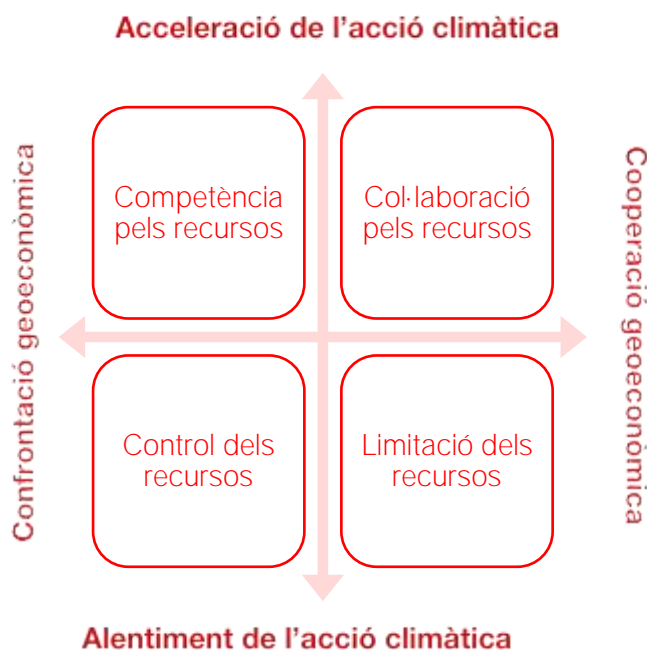 Acceleració de l'acció climàtica
Confrontació geoeconòmica
Competència
pels recursos
Col·laboració
pels recursos
Cooperació geoeconòmica
Control dels
recursos
Limitació dels
recursos
Alentiment de l'acció climàtica